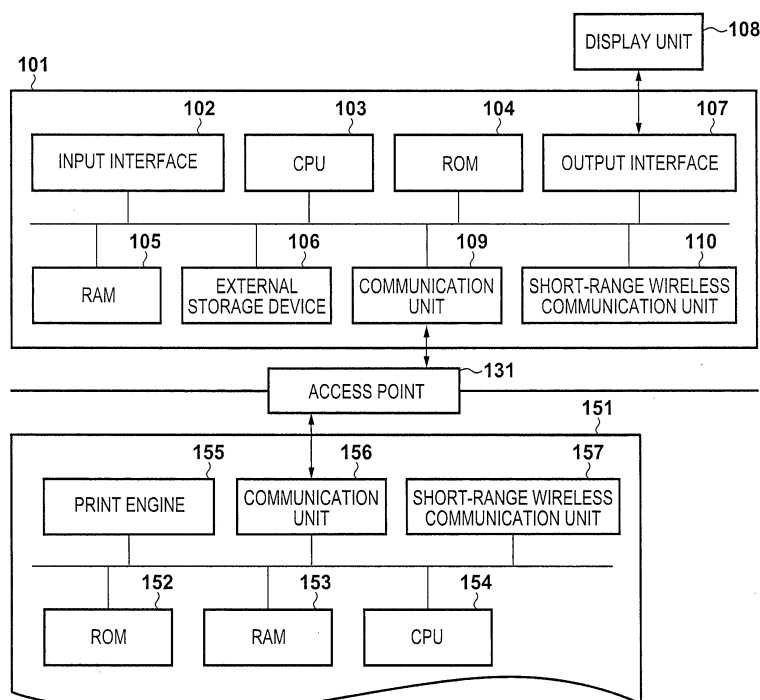 DISPLAY UNIT
108
101
102
103
104
107
INPUT INTERFACE
CPU
ROM
OUTPUT INTERFACE
105
106
109
110
RAM
EXTERNAL
STORAGE DEVICE
COMMUNICATION
UNIT
SHORT-RANGE WIRELESS
COMMUNICATION UNIT
ACCESS POINT
131
151
155
156
157
PRINT ENGINE
COMMUNICATION
UNIT
SHORT-RANGE WIRELESS
COMMUNICATION UNIT
152
153
154
ROM
RAM
CPU